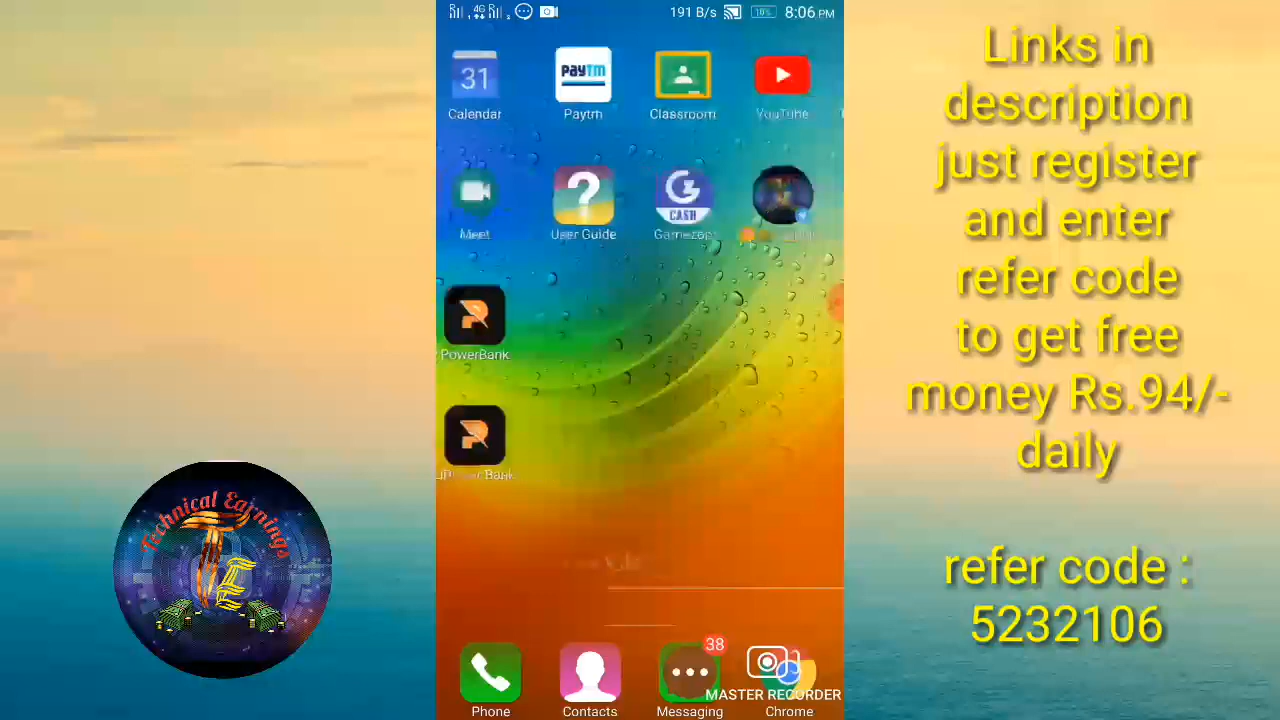 191 B/s
10%
8:06 PM
31
Calendar
Paytm
Paytm
Classroom
YouTube
Meet
?
User Guide
CASH
PowerBank
Technical Earnings
TE
38
MASTER RECORDER
Phone
Contacts
Messaging
Chrome
Links in
description
just register
and enter
refer code
to get free
money Rs.94/-
daily
refer code :
5232106